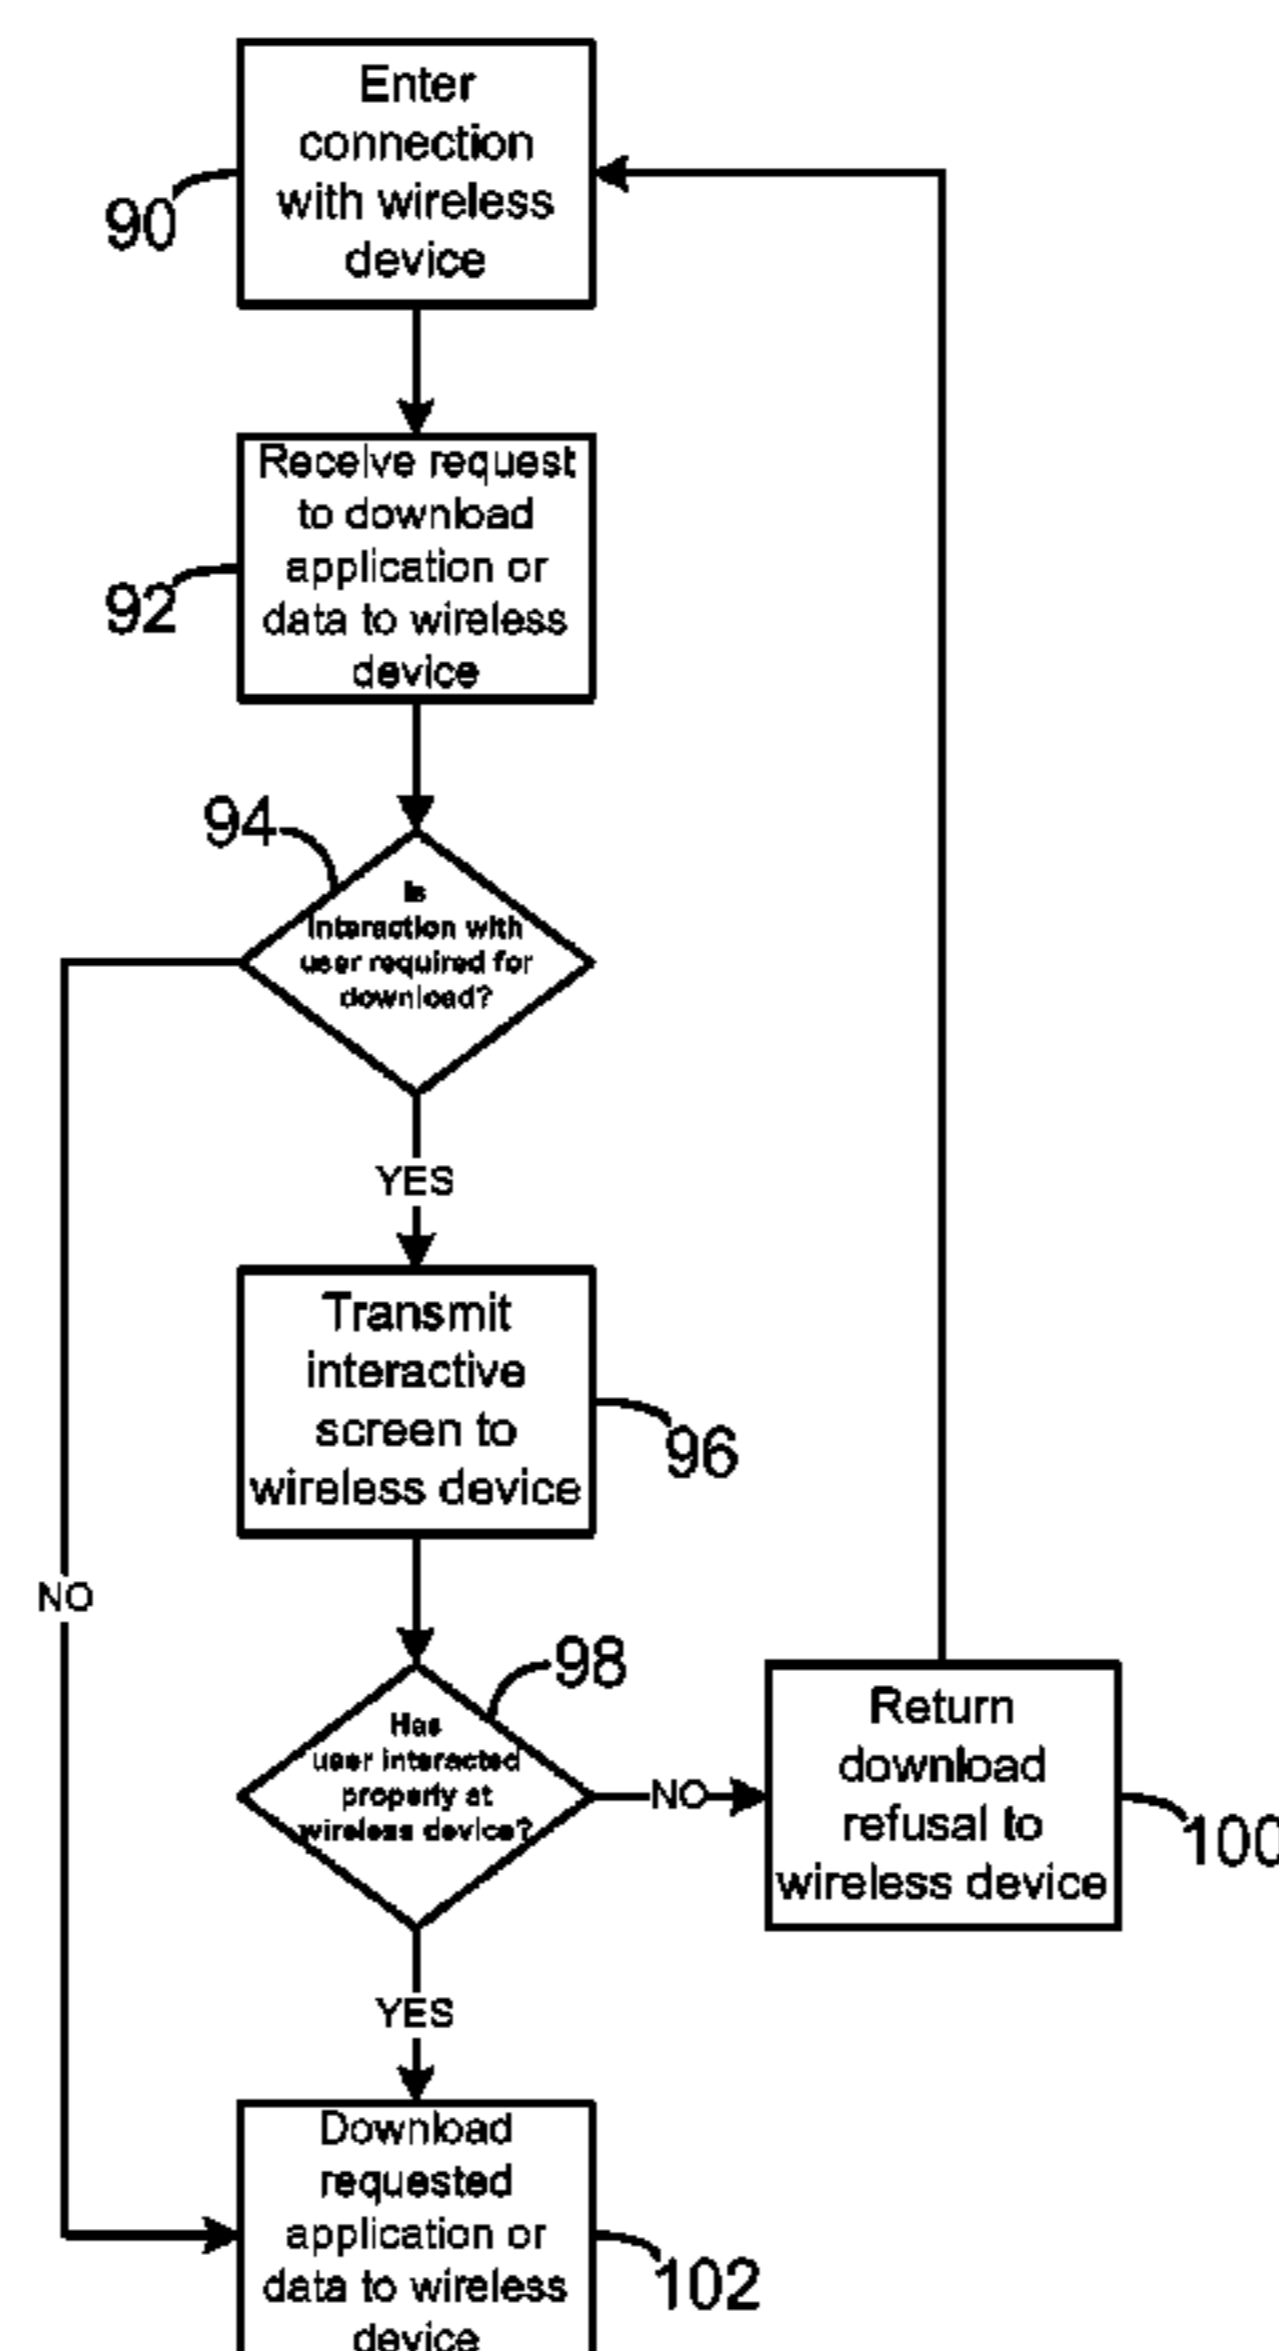 Enter
connection
with wireless
device
90
Receive request
to download
application or
data to wireless
device
92
94
Is
interaction with
user required for
download?
YES
Transmit
interactive
screen to
wireless device
96
NO
98
Has
user interacted
properly at
wireless device?
NO
Return
download
refusal to
wireless device
100
YES
Download
requested
application or
data to wireless
device
102